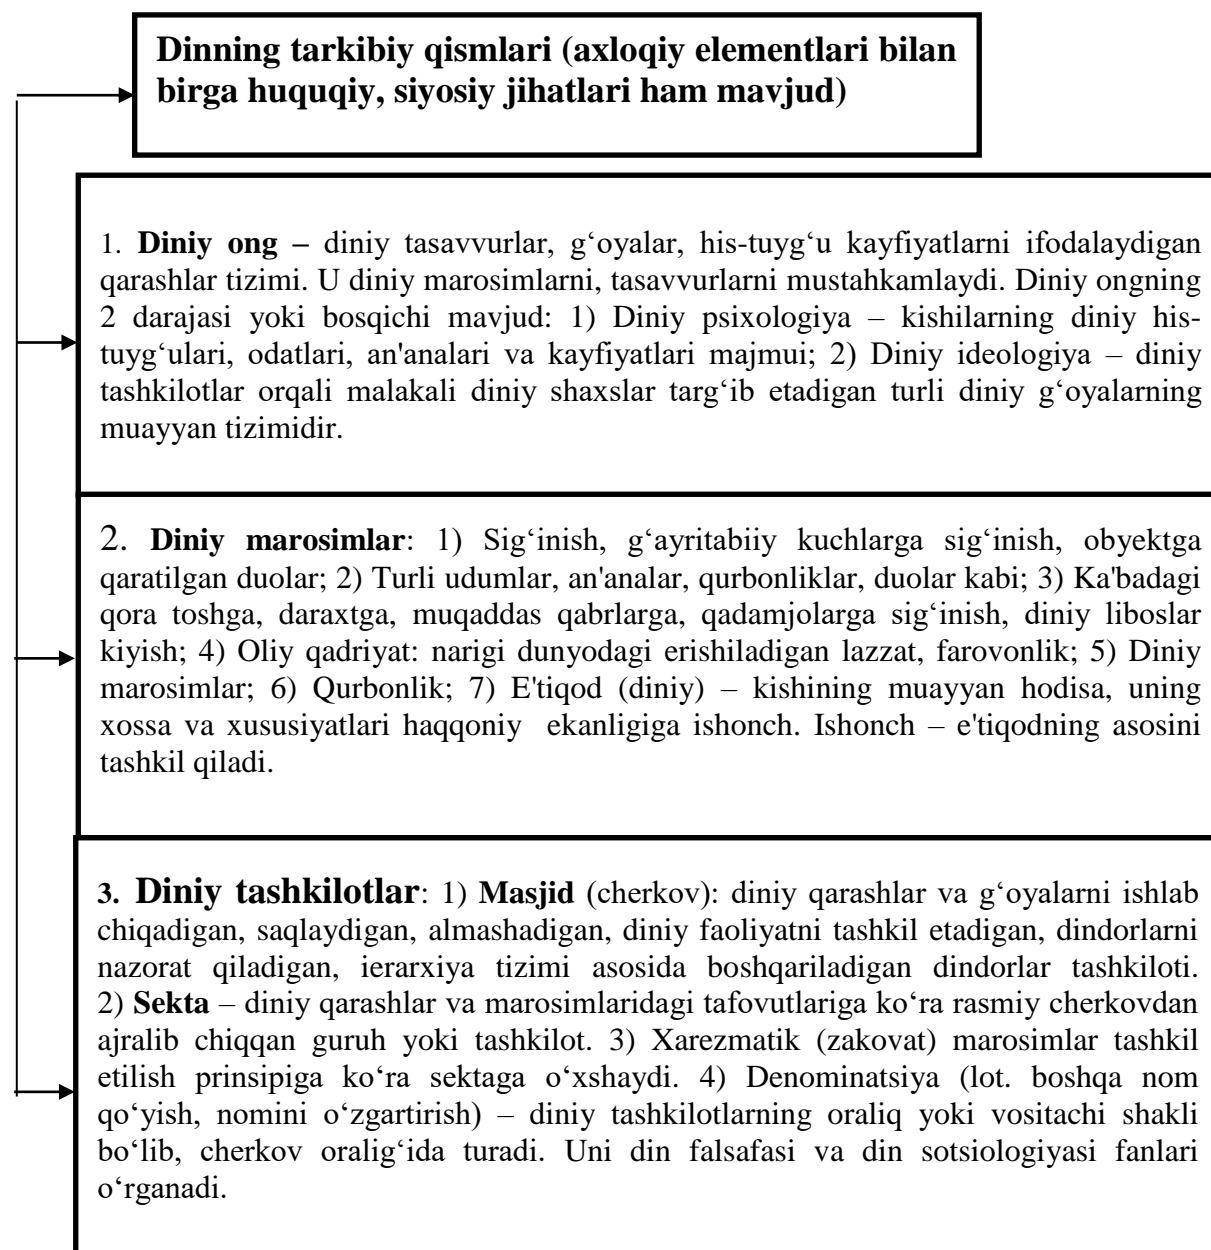 Dinning tarkibiy qismlari (axloqiy elementlari bilan
birga huquqiy, siyosiy jihatlari ham mavjud)
1. Diniy ong – diniy tasavvurlar, g‘oyalar, his-tuyg‘u kayfiyatlarni ifodalaydigan
qarashlar tizimi. U diniy marosimlarni, tasavvurlarni mustahkamlaydi. Diniy ongning
2 darajasi yoki bosqichi mavjud: 1) Diniy psixologiya – kishilarning diniy his-
tuyg‘ulari, odatlari, an'analari va kayfiyatlari majmui; 2) Diniy ideologiya – diniy
tashkilotlar orqali malakali diniy shaxslar targ‘ib etadigan turli diniy g‘oyalarning
muayyan tizimidir.
2. Diniy marosimlar: 1) Sig‘inish, g‘ayritabiiy kuchlarga sig‘inish, obyektga
qaratilgan duolar; 2) Turli udumlar, an'analar, qurbonliklar, duolar kabi; 3) Ka'badagi
qora toshga, daraxtga, muqaddas qabrlarga, qadamjolarga sig‘inish, diniy liboslar
kiyish; 4) Oliy qadriyat: narigi dunyodagi erishiladigan lazzat, farovonlik; 5) Diniy
marosimlar; 6) Qurbonlik; 7) E'tiqod (diniy) – kishining muayyan hodisa, uning
xossa va xususiyatlari haqqoniy ekanligiga ishonch. Ishonch – e'tiqodning asosini
tashkil qiladi.
3. Diniy tashkilotlar: 1) Masjid (cherkov): diniy qarashlar va g‘oyalarni ishlab
chiqadigan, saqlaydigan, almashadigan, diniy faoliyatni tashkil etadigan, dindorlarni
nazorat qiladigan, ierarxiya tizimi asosida boshqariladigan dindorlar tashkiloti.
2) Sekta – diniy qarashlar va marosimlaridagi tafovutlariga ko‘ra rasmiy cherkovdan
ajralib chiqqan guruh yoki tashkilot. 3) Xarezmatik (zakovat) marosimlar tashkil
etilish prinsipiga ko‘ra sektaga o‘xshaydi. 4) Denominatsiya (lot. boshqa nom
qo‘yish, nomini o‘zgartirish) – diniy tashkilotlarning oraliq yoki vositachi shakli
bo‘lib, cherkov oralig‘ida turadi. Uni din falsafasi va din sotsiologiyasi fanlari
o‘rganadi.